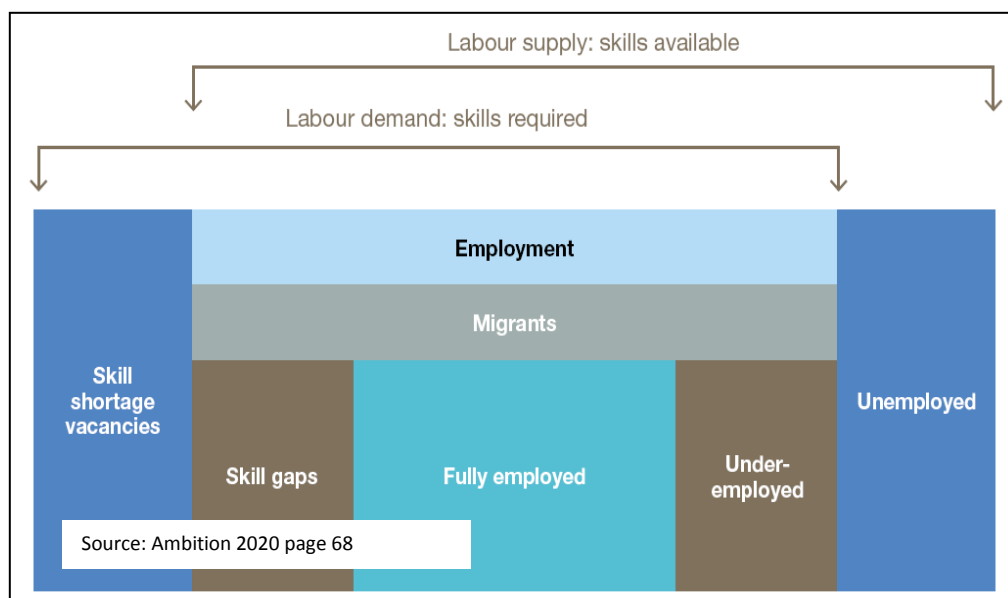 Labour supply: skills available
Labour demand: skills required
Employment
Migrants
Skill
shortage
vacancies
Skill gaps
Fully employed
Under-
employed
Unemployed
Source: Ambition 2020 page 68